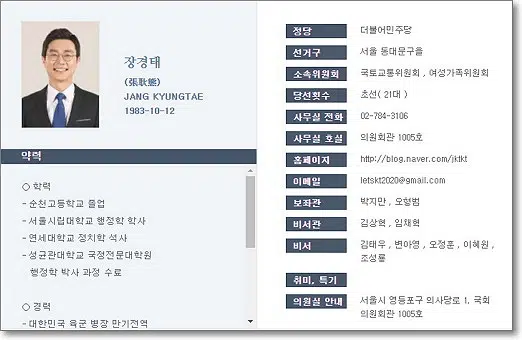 장경태
(張耿態)
JANG KYUNGTAE
1983-10-12
약력
○ 학력
- 순천고등학교 졸업
- 서울시립대학교 행정학 학사
- 연세대학교 정치학 석사
- 성균관대학교 국정전문대학원
행정학 박사 과정 수료
○ 경력
- 대한민국 육군 병장 만기전역
정당 더불어민주당
선거구 서울 동대문구을
소속위원회 국토교통위원회 , 여성가족위원회
당선횟수 초선( 21대 )
사무실 전화 02-784-3106
사무실 호실 의원회관 1005호
홈페이지 http://blog.naver.com/jktkt
이메일 letskt2020@gmail.com
보좌관 박지만 , 오형범
비서관 김상현 , 임채혁
비서 김태우 , 변아영 , 오정훈 , 이혜원 ,
조성률
취미, 특기
의원실 안내 서울시 영등포구 의사당로 1, 국회
의원회관 1005호